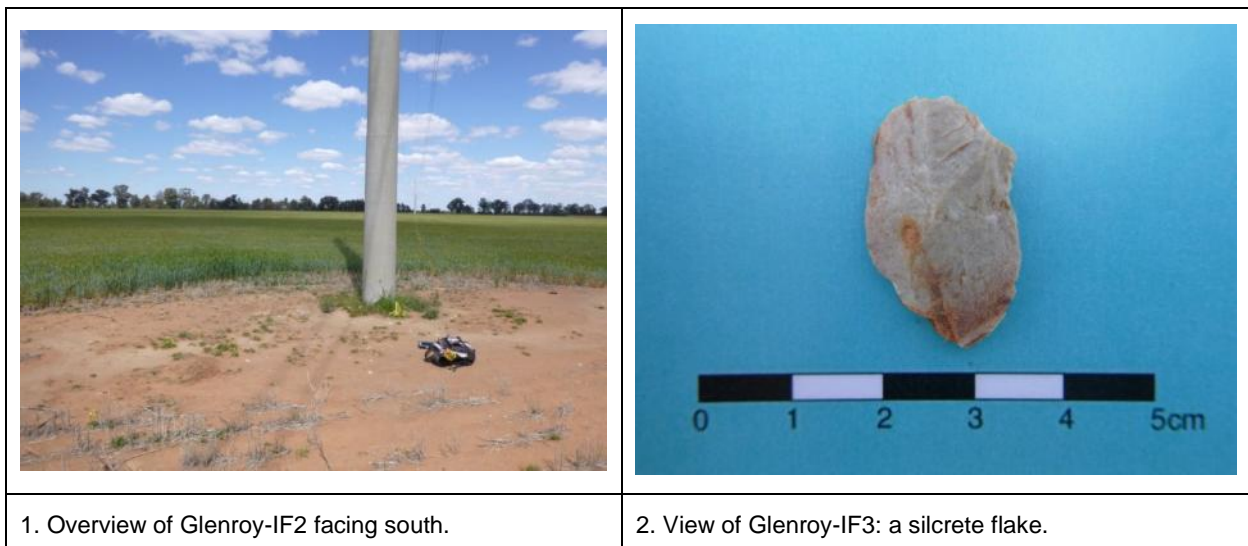 0 1 2 3 4 5cm
1. Overview of Glenroy-IF2 facing south.
2. View of Glenroy-IF3: a silcrete flake.